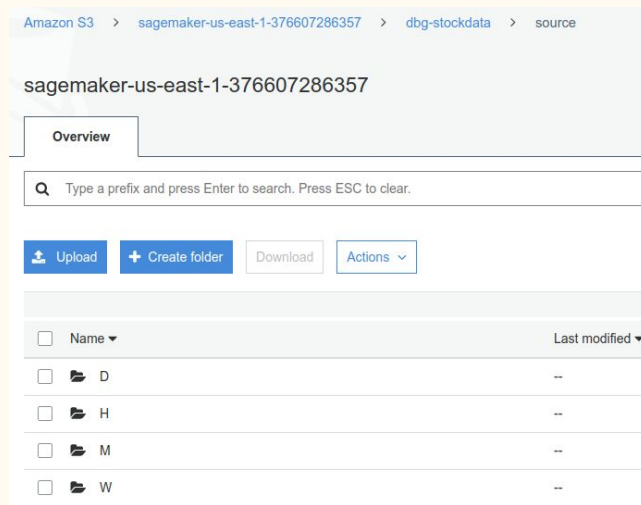 Amazon S3 > sagemaker-us-east-1-376607286357 > dbg-stockdata > source
sagemaker-us-east-1-376607286357
Overview
Type a prefix and press Enter to search. Press ESC to clear.
Upload + Create folder Download Actions
Name Last modified
D --
H --
M --
W --